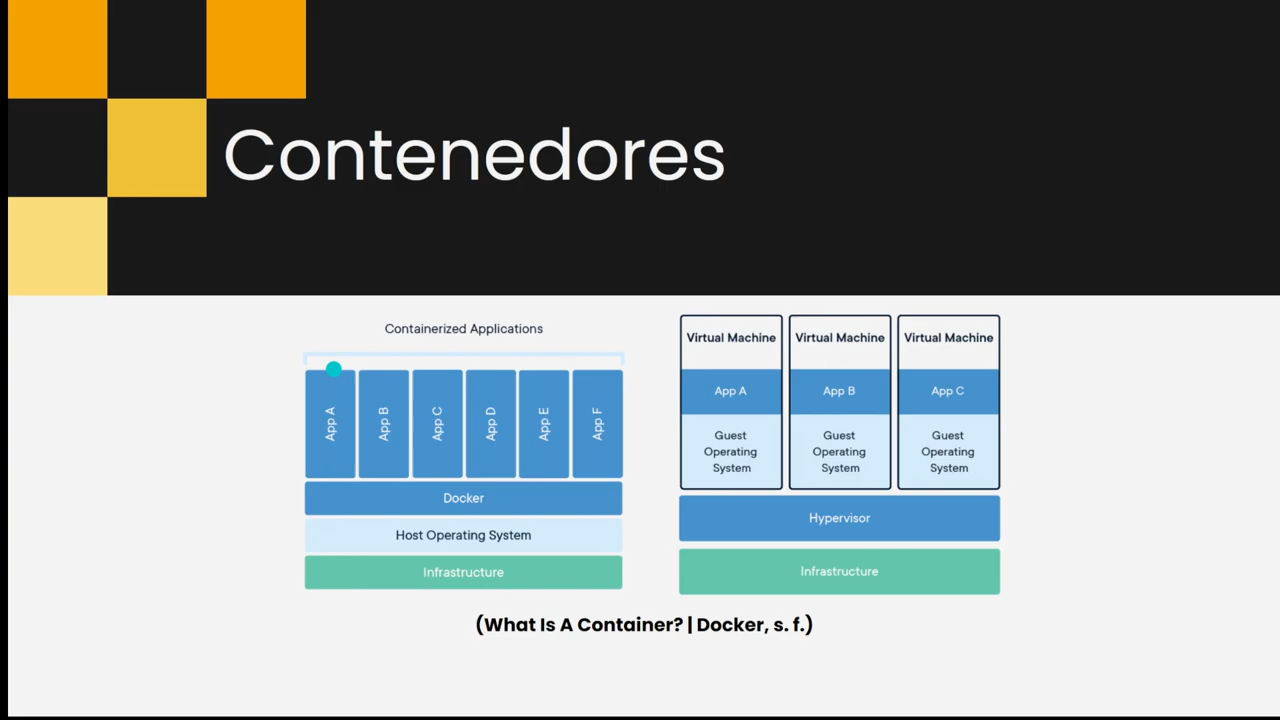 Contenedores
Containerized Applications
App A
App B
App C
App D
App E
App F
Docker
Host Operating System
Infrastructure
Virtual Machine
App A
Guest
Operating
System
Virtual Machine
App B
Guest
Operating
System
Virtual Machine
App C
Guest
Operating
System
Hypervisor
Infrastructure
(What Is A Container? | Docker, s. f.)